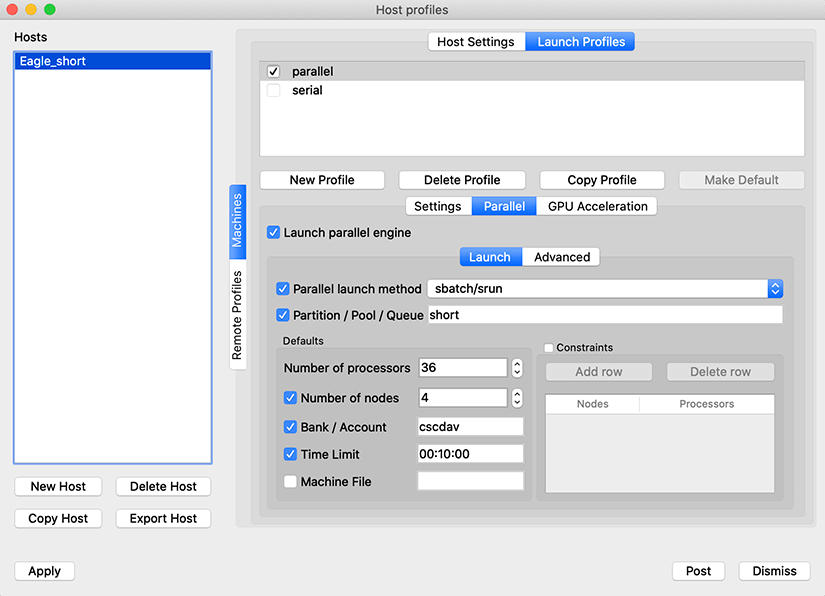 Host profiles
Hosts
Eagle_short
Host Settings
Launch Profiles
parallel
serial
New Profile
Delete Profile
Copy Profile
Make Default
Machines
Remote Profiles
Settings
Parallel
GPU Acceleration
Launch parallel engine
Launch
Advanced
Parallel launch method
sbatch/srun
Partition / Pool / Queue
short
Defaults
Number of processors
36
Number of nodes
4
Bank / Account
cscdav
Time Limit
00:10:00
Machine File
Constraints
Add row
Delete row
Nodes
Processors
New Host
Delete Host
Copy Host
Export Host
Apply
Post
Dismiss